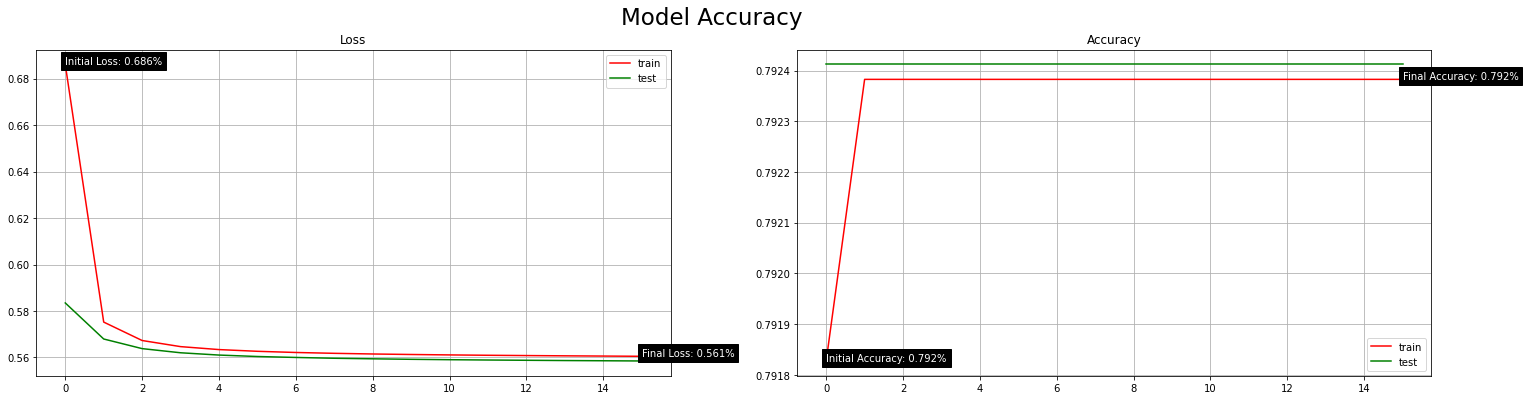 Model Accuracy
Loss
Initial Loss: 0.686%
train
test
0.68
0.66
0.64
0.62
0.60
0.58
0.56
Final Loss: 0.561%
0 2 4 6 8 10 12 14
Accuracy
0.7924
0.7923
0.7922
0.7921
0.7920
0.7919
0.7918
Final Accuracy: 0.792%
Initial Accuracy: 0.792%
train
test
0 2 4 6 8 10 12 14